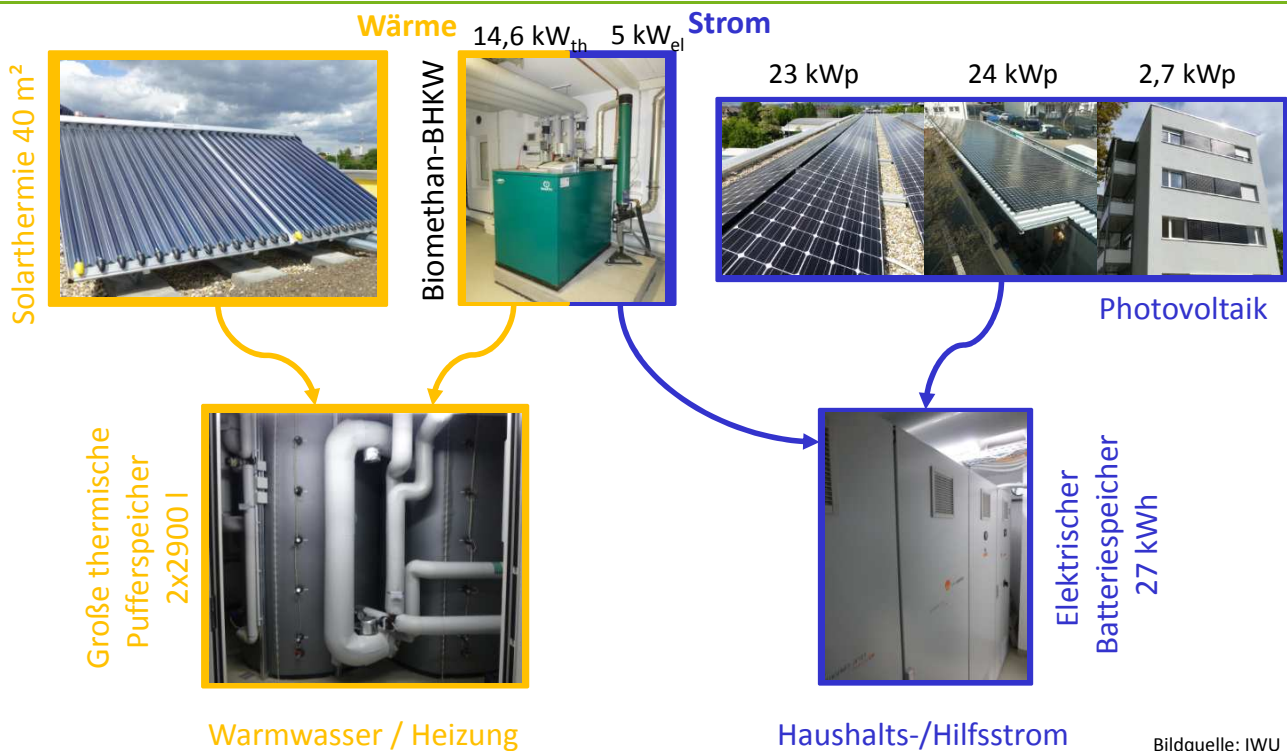 Wärme
Strom
14,6 kWth
5 kWel
23 kWp
24 kWp
2,7 kWp
Solarthermie 40 m²
Biomethan-BHKW
Photovoltaik
Große thermische
Pufferspeicher
2x2900 l
Elektrischer
Batteriespeicher
27 kWh
Warmwasser / Heizung
Haushalts-/Hilfsstrom
Bildquelle: IWU